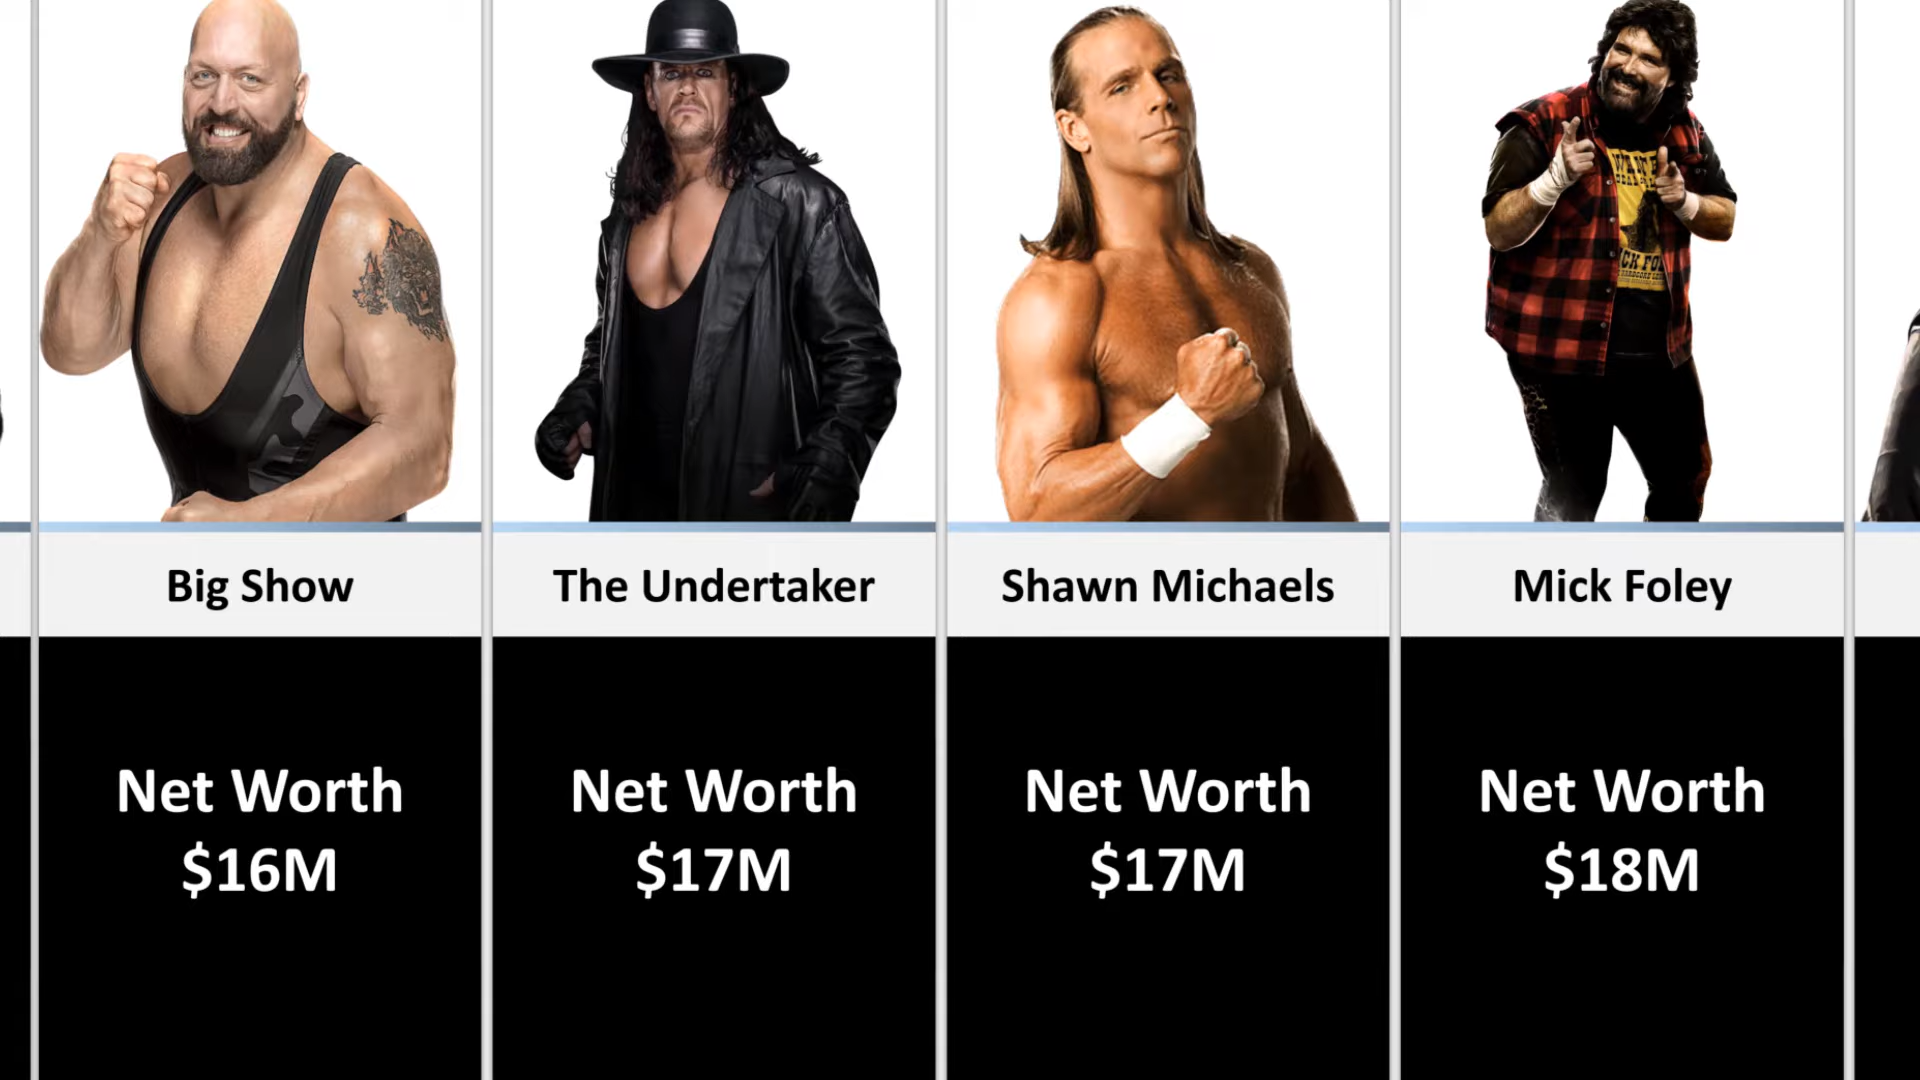 Big Show
The Undertaker
Shawn Michaels
Mick Foley
Net Worth
$16M
Net Worth
$17M
Net Worth
$17M
Net Worth
$18M